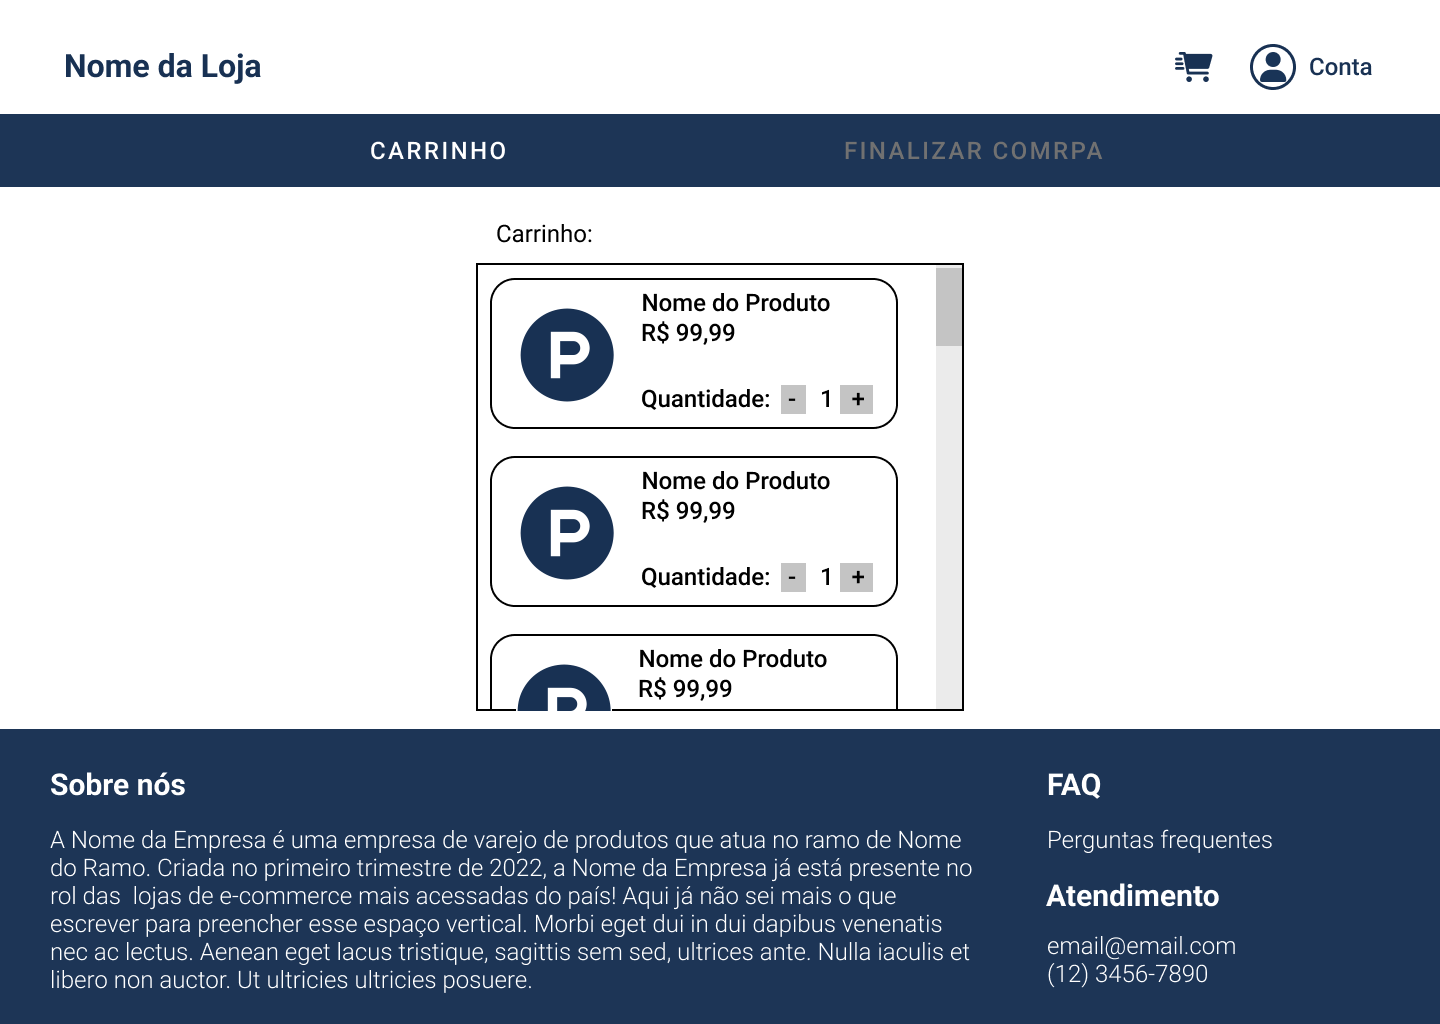 Nome da Loja
Conta
CARRINHO
FINALIZAR COMRPA
Carrinho:
P
Nome do Produto
R$ 99,99
Quantidade: - 1 +
P
Nome do Produto
R$ 99,99
Quantidade: - 1 +
P
Nome do Produto
R$ 99,99
Sobre nós
A Nome da Empresa é uma empresa de varejo de produtos que atua no ramo de Nome
do Ramo. Criada no primeiro trimestre de 2022, a Nome da Empresa já está presente no
rol das  lojas de e-commerce mais acessadas do país! Aqui já não sei mais o que
escrever para preencher esse espaço vertical. Morbi eget dui in dui dapibus venenatis
nec ac lectus. Aenean eget lacus tristique, sagittis sem sed, ultrices ante. Nulla iaculis et
libero non auctor. Ut ultricies ultricies posuere.
FAQ
Perguntas frequentes
Atendimento
email@email.com
(12) 3456-7890